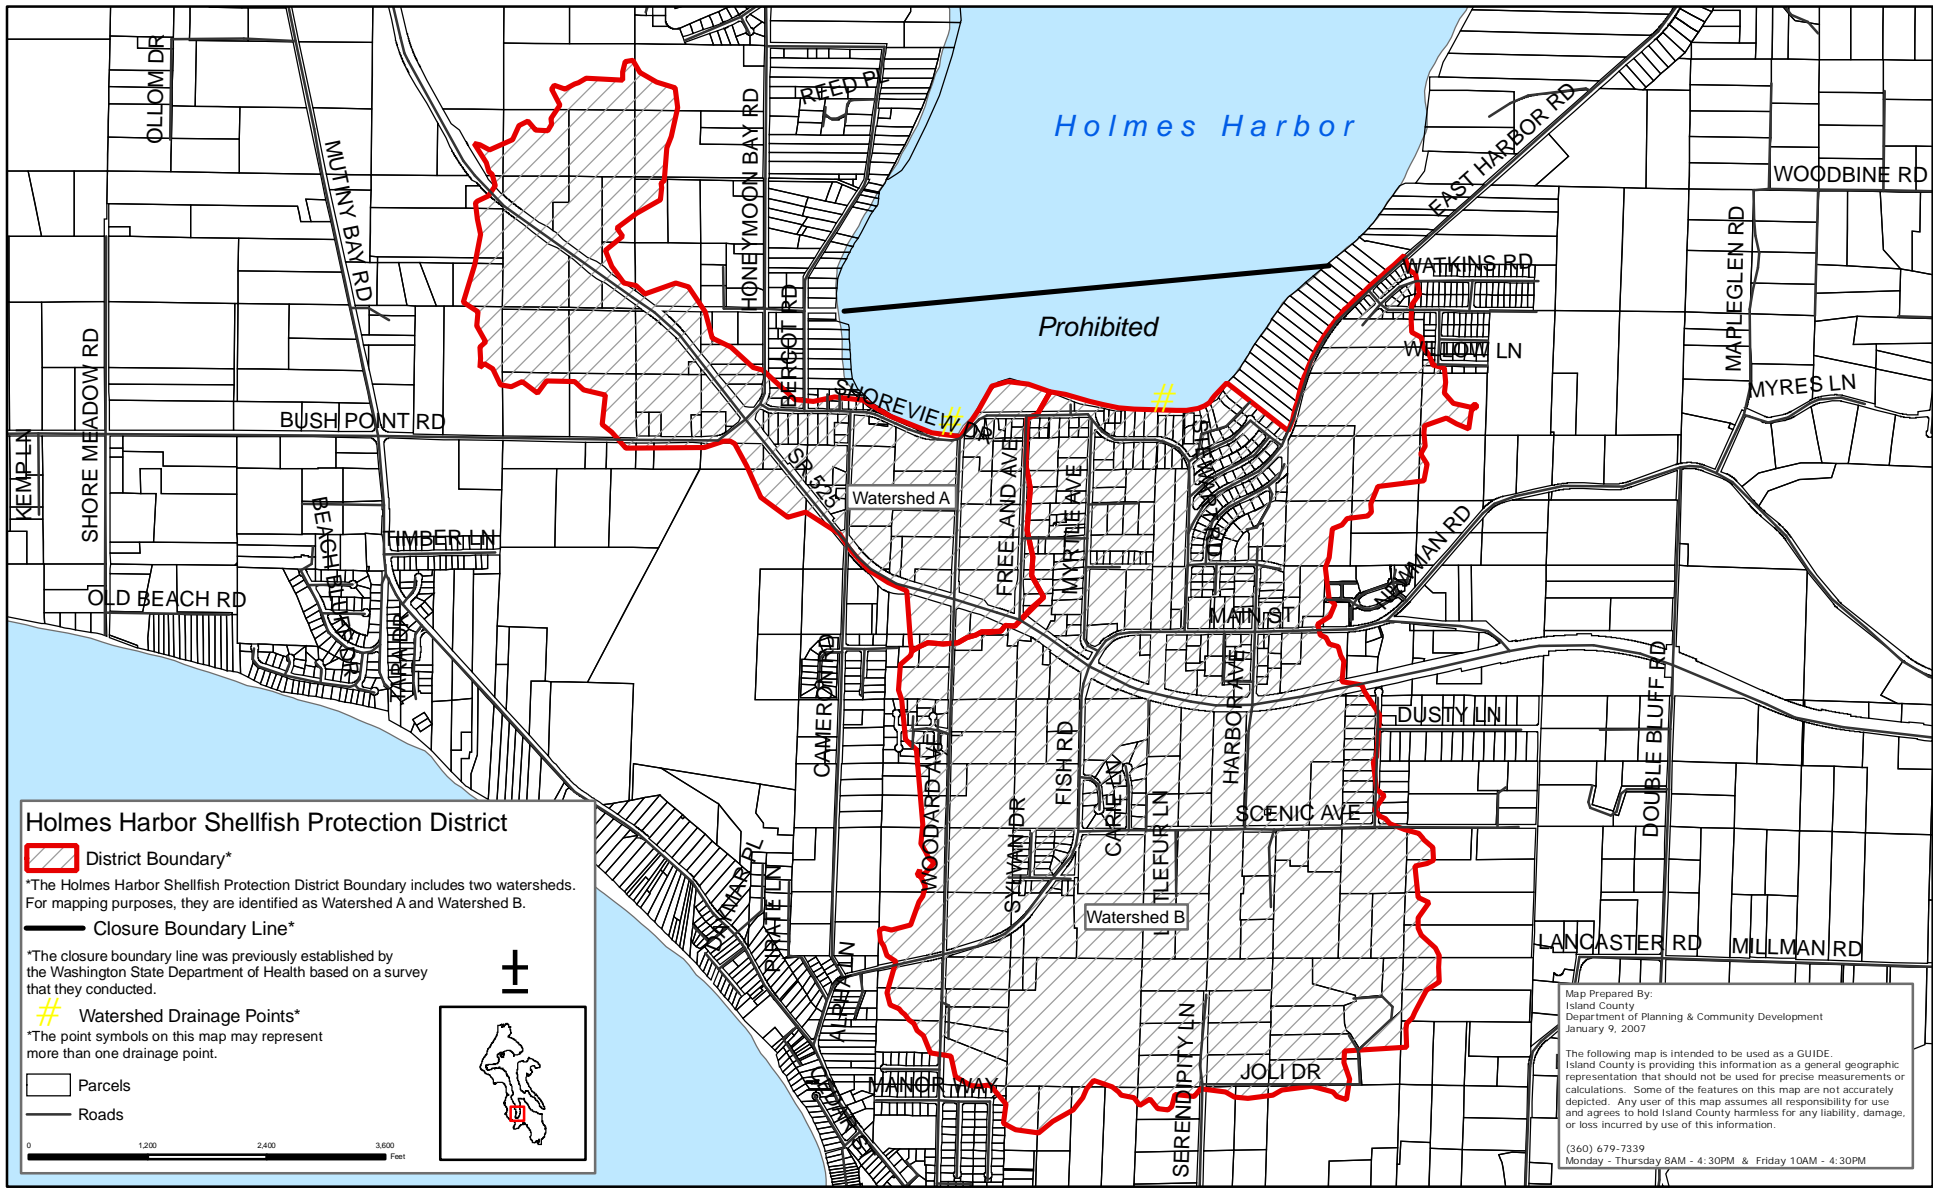 OLLOM DR
REED PL
HONEYMOON BAY RD
MUTINY BAY RD
Holmes Harbor
EAST HARBOR RD
WOODBINE RD
MAPLEGLEN RD
WATKINS RD
WILLOW LN
MYRES LN
Prohibited
BERCOT RD
SHOREVIEW DR
#
#
SHORE MEADOW RD
BUSH POINT RD
KEMP LN
SR 525
Watershed A
FREELAND AVE
MYRTLE AVE
STEWART RD
NEWMAN RD
BEACH BLUFF DR
TIMBER LN
OLD BEACH RD
TARA DR
MAIN ST
CAMERON RD
HARBOR AVE
DOUBLE BLUFF RD
DUSTY LN
WOODARD AVE
FISH RD
CARIE LN
SCENIC AVE
SYLVAN DR
LITTLEFUR LN
Watershed B
PIRATE LN
ALPHA LN
LANCASTER RD
MILLMAN RD
SERENDIPITY LN
JOLI DR
MANOR WAY
Holmes Harbor Shellfish Protection District
District Boundary*
*The Holmes Harbor Shellfish Protection District Boundary includes two watersheds.
For mapping purposes, they are identified as Watershed A and Watershed B.
Closure Boundary Line*
*The closure boundary line was previously established by
the Washington State Department of Health based on a survey
that they conducted.
±
# Watershed Drainage Points*
*The point symbols on this map may represent
more than one drainage point.
Parcels
Roads
0 1,200 2,400 3,600
Feet
Map Prepared By:
Island County
Department of Planning & Community Development
January 9, 2007
The following map is intended to be used as a GUIDE.
Island County is providing this information as a general geographic
representation that should not be used for precise measurements or
calculations. Some of the features on this map are not accurately
depicted. Any user of this map assumes all responsibility for use
and agrees to hold Island County harmless for any liability, damage,
or loss incurred by use of this information.
(360) 679-7339
Monday - Thursday 8AM - 4:30PM & Friday 10AM - 4:30PM